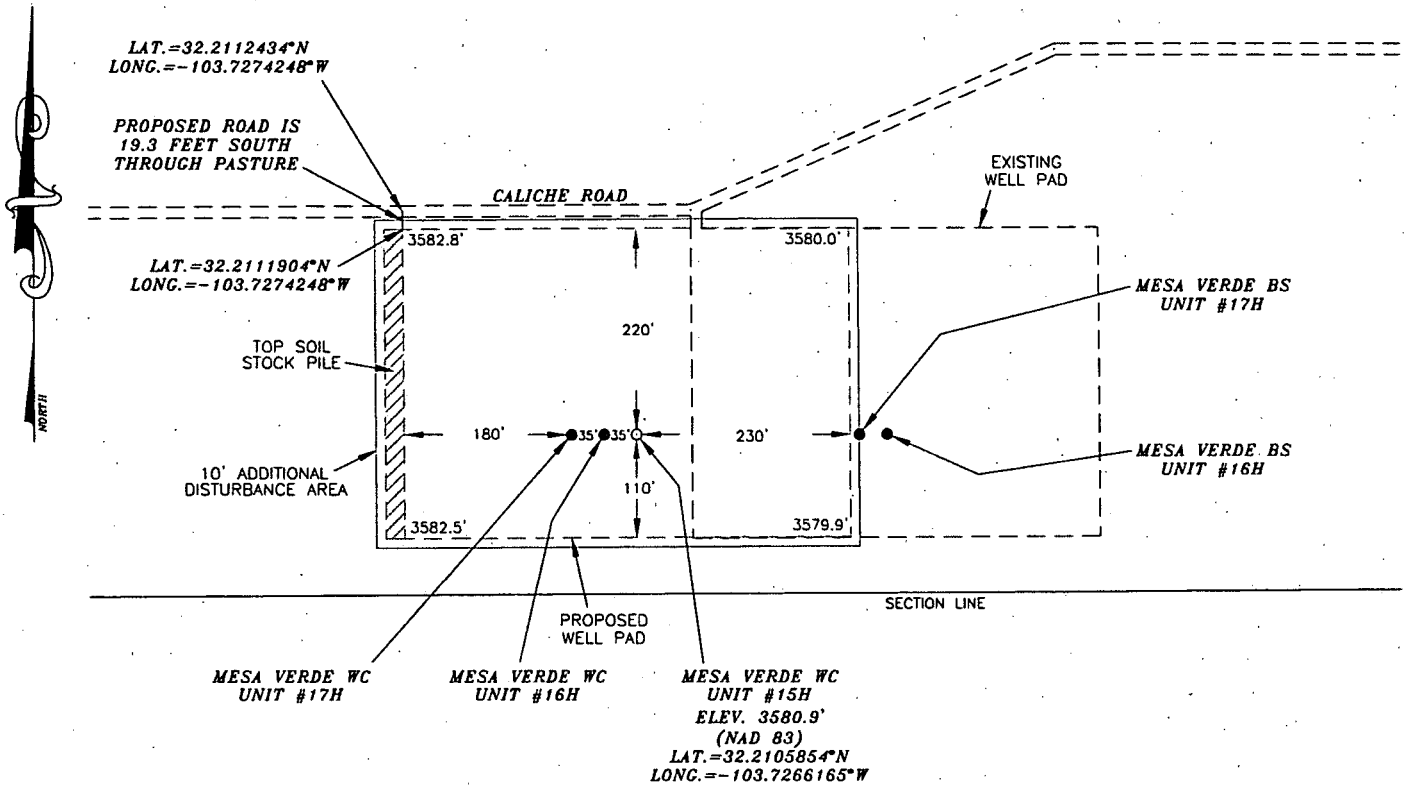 LAT.=32.2112434°N
LONG.=-103.7274248°W
PROPOSED ROAD IS
19.3 FEET SOUTH
THROUGH PASTURE
CALICHE ROAD
EXISTING
WELL PAD
3582.8'
3580.0'
LAT.=32.2111904°N
LONG.=-103.7274248°W
MESA VERDE BS
UNIT #17H
220'
TOP SOIL
STOCK PILE
NORTH
180'
35'
35'
230'
MESA VERDE BS
UNIT #16H
10' ADDITIONAL
DISTURBANCE AREA
110'
3582.5'
3579.9'
SECTION LINE
PROPOSED
WELL PAD
MESA VERDE WC
UNIT #17H
MESA VERDE WC
UNIT #16H
MESA VERDE WC
UNIT #15H
ELEV. 3580.9'
(NAD 83)
LAT.=32.2105854°N
LONG.=-103.7266165°W